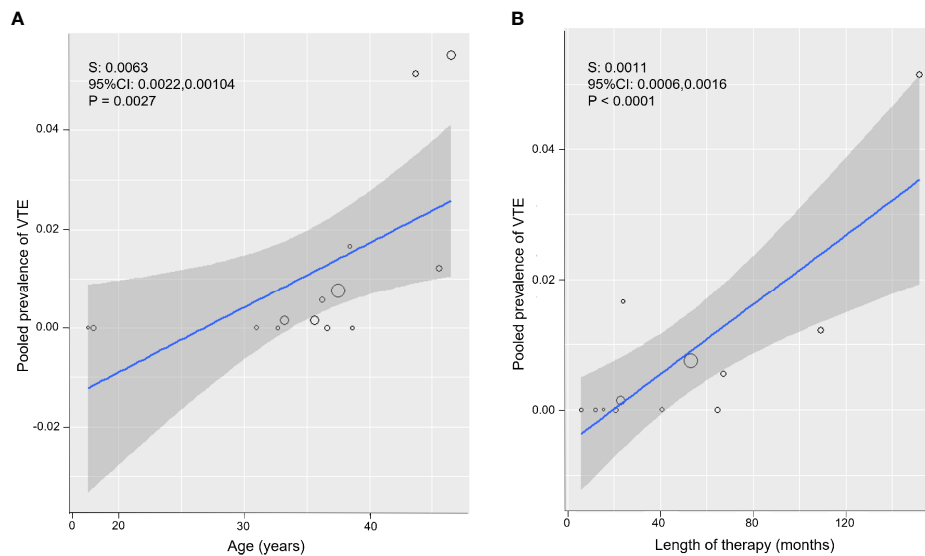 A
S: 0.0063
95%CI: 0.0022,0.00104
P = 0.0027
Pooled prevalence of VTE
0.04
0.02
0.00
-0.02
0 20 30 40
Age (years)
B
S: 0.0011
95%CI: 0.0006,0.0016
P < 0.0001
Pooled prevalence of VTE
0.04
0.02
0.00
0 40 80 120
Length of therapy (months)